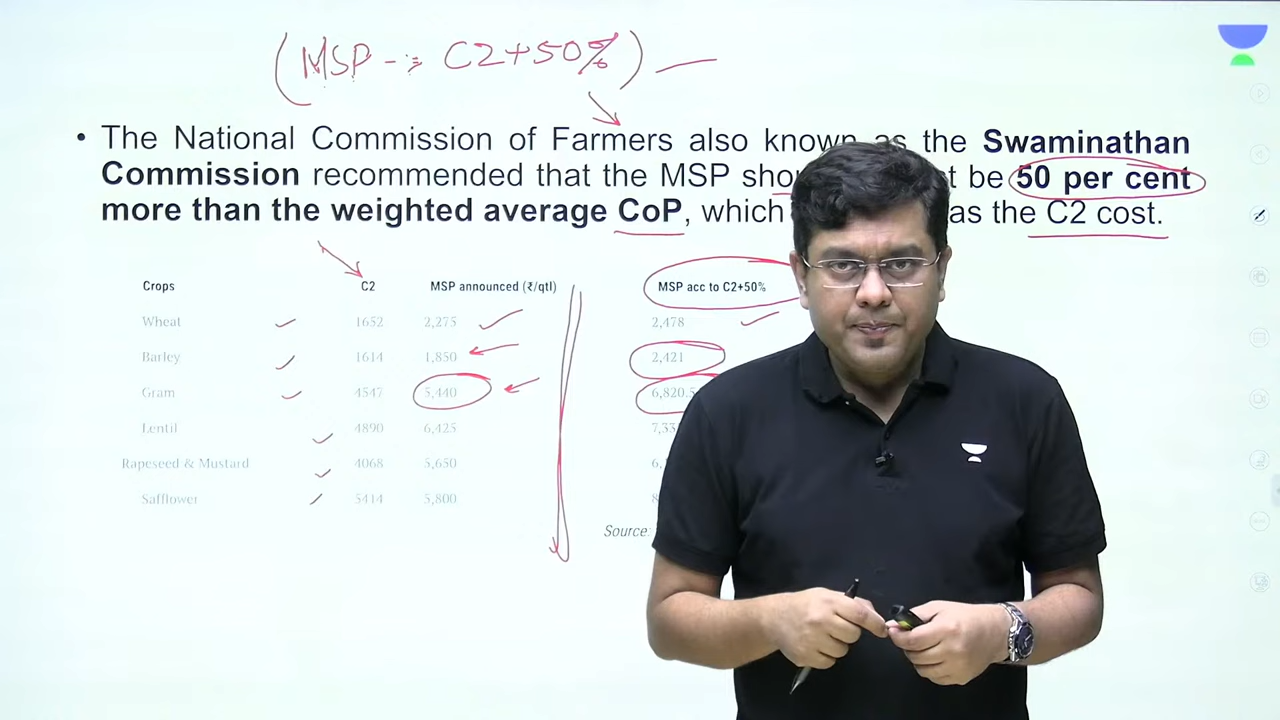 (MSP → C2+50%) —
• The National Commission of Farmers also known as the Swaminathan
Commission recommended that the MSP be 50 per cent
more than the weighted average CoP, which as the C2 cost.
Crops C2 MSP announced (₹/qtl) MSP acc to C2+50%
Wheat 1652 2,275 2,478
Barley 1614 1,850 2,421
Gram 4547 5,440
Lentil 4890 6,425
Rapeseed & Mustard 4068 5,650
Safflower 5414 5,800
Source: